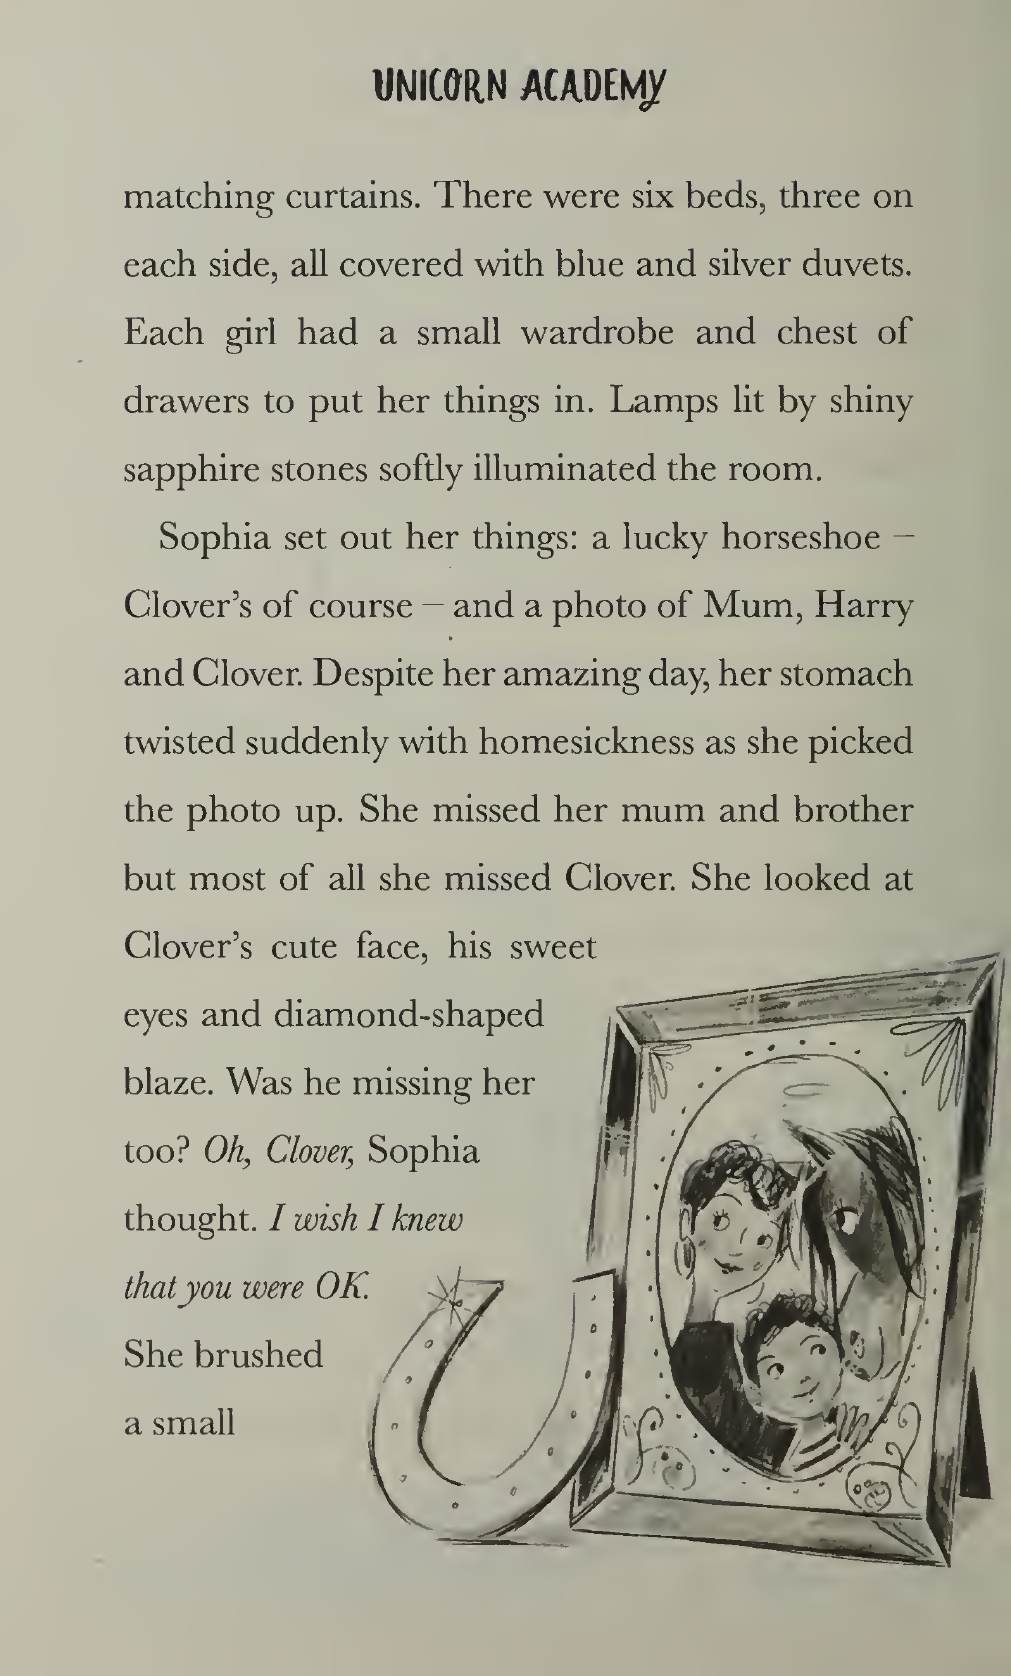 UNICORN ACADEMY
matching curtains. There were six beds, three on
each side, all covered with blue and silver duvets.
Each girl had a small wardrobe and chest of
drawers to put her things in. Lamps lit by shiny
sapphire stones softly illuminated the room.
Sophia set out her things: a lucky horseshoe –
Clover's of course – and a photo of Mum, Harry
and Clover. Despite her amazing day, her stomach
twisted suddenly with homesickness as she picked
the photo up. She missed her mum and brother
but most of all she missed Clover. She looked at
Clover's cute face, his sweet
eyes and diamond-shaped
blaze. Was he missing her
too? Oh, Clover, Sophia
thought. I wish I knew
that you were OK.
She brushed
a small